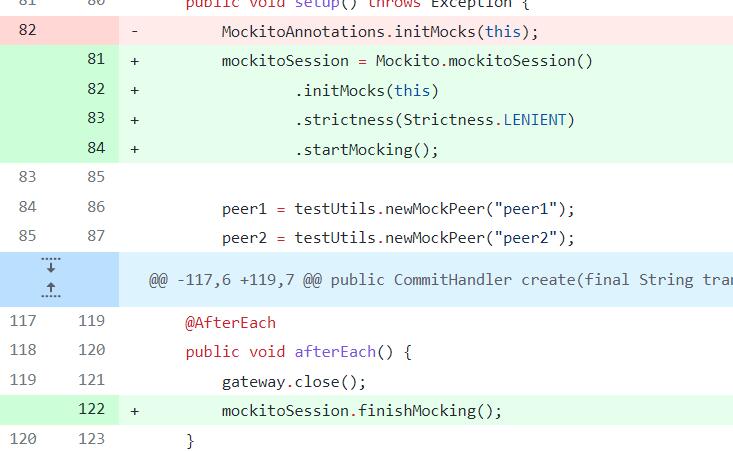 81 80 public void setup() throws Exception {
82 - MockitoAnnotations.initMocks(this);
81 + mockitoSession = Mockito.mockitoSession()
82 + .initMocks(this)
83 + .strictness(Strictness.LENIENT)
84 + .startMocking();
83 85
84 86 peer1 = testUtils.newMockPeer("peer1");
85 87 peer2 = testUtils.newMockPeer("peer2");
@@ -117,6 +119,7 @@ public CommitHandler create(final String tran
117 119 @AfterEach
118 120 public void afterEach() {
119 121 gateway.close();
122 + mockitoSession.finishMocking();
120 123 }